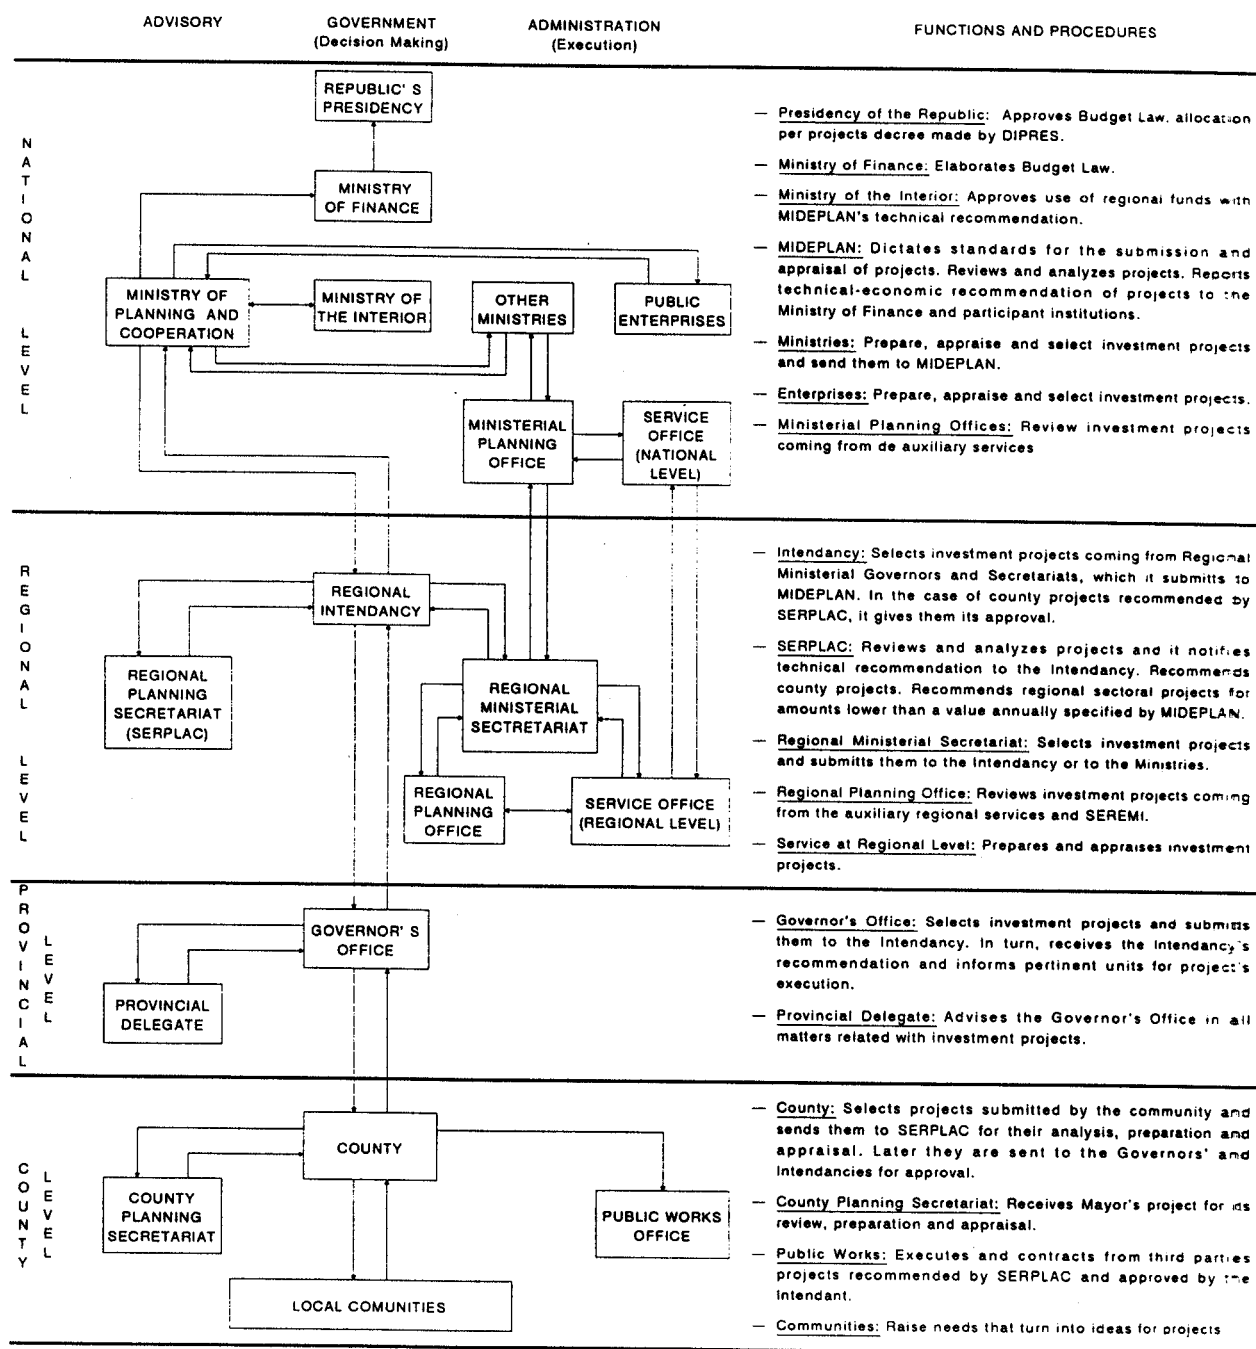 ADVISORY
GOVERNMENT
(Decision Making)
ADMINISTRATION
(Execution)
FUNCTIONS AND PROCEDURES
NATIONAL LEVEL
REPUBLIC' S
PRESIDENCY
MINISTRY
OF FINANCE
MINISTRY OF
PLANNING AND
COOPERATION
MINISTRY OF
THE INTERIOR
OTHER
MINISTRIES
PUBLIC
ENTERPRISES
MINISTERIAL
PLANNING
OFFICE
SERVICE
OFFICE
(NATIONAL
LEVEL)
— Presidency of the Republic: Approves Budget Law, allocation
per projects decree made by DIPRES.
— Ministry of Finance: Elaborates Budget Law.
— Ministry of the Interior: Approves use of regional funds with
MIDEPLAN's technical recommendation.
— MIDEPLAN: Dictates standards for the submission and
appraisal of projects. Reviews and analyzes projects. Reports
technical-economic recommendation of projects to the
Ministry of Finance and participant institutions.
— Ministries: Prepare, appraise and select investment projects
and send them to MIDEPLAN.
— Enterprises: Prepare, appraise and select investment projects.
— Ministerial Planning Offices: Review investment projects
coming from de auxiliary services
REGIONAL LEVEL
REGIONAL
INTENDANCY
REGIONAL
PLANNING
SECRETARIAT
(SERPLAC)
REGIONAL
MINISTERIAL
SECTRETARIAT
REGIONAL
PLANNING
OFFICE
SERVICE OFFICE
(REGIONAL LEVEL)
— Intendancy: Selects investment projects coming from Regional
Ministerial Governors and Secretariats, which it submitts to
MIDEPLAN. In the case of county projects recommended by
SERPLAC, it gives them its approval.
— SERPLAC: Reviews and analyzes projects and it notifies
technical recommendation to the Intendancy. Recommends
county projects. Recommends regional sectoral projects for
amounts lower than a value annually specified by MIDEPLAN.
— Regional Ministerial Secretariat: Selects investment projects
and submitts them to the Intendancy or to the Ministries.
— Regional Planning Office: Reviews investment projects coming
from the auxiliary regional services and SEREMI.
— Service at Regional Level: Prepares and appraises investment
projects.
PROVINCIAL LEVEL
GOVERNOR' S
OFFICE
PROVINCIAL
DELEGATE
— Governor's Office: Selects investment projects and submitts
them to the Intendancy. In turn, receives the Intendancy's
recommendation and informs pertinent units for project's
execution.
— Provincial Delegate: Advises the Governor's Office in all
matters related with investment projects.
COUNTY LEVEL
COUNTY
COUNTY
PLANNING
SECRETARIAT
PUBLIC WORKS
OFFICE
LOCAL COMUNITIES
— County: Selects projects submitted by the community and
sends them to SERPLAC for their analysis, preparation and
appraisal. Later they are sent to the Governors' and
Intendancies for approval.
— County Planning Secretariat: Receives Mayor's project for its
review, preparation and appraisal.
— Public Works: Executes and contracts from third parties
projects recommended by SERPLAC and approved by the
Intendant.
— Communities: Raise needs that turn into ideas for projects